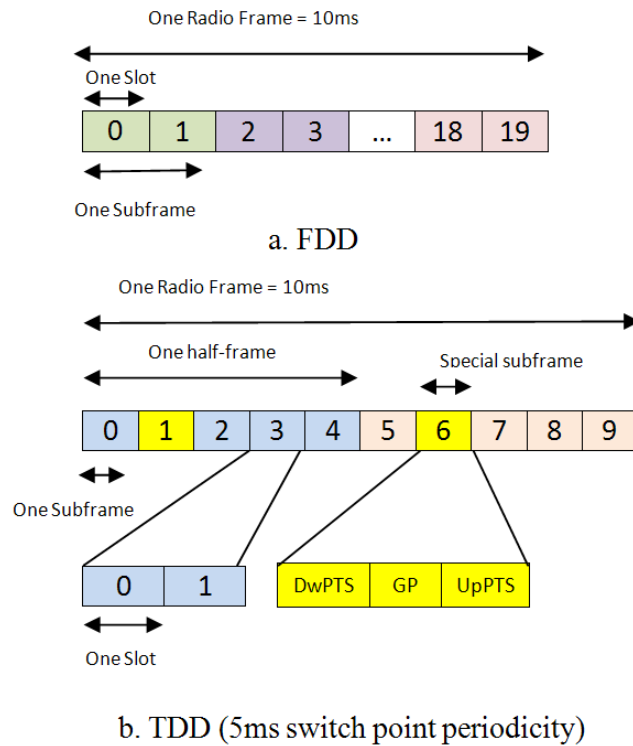 One Radio Frame = 10ms
One Slot
0 1 2 3 ... 18 19
One Subframe
a. FDD
One Radio Frame = 10ms
One half-frame
Special subframe
0 1 2 3 4 5 6 7 8 9
One Subframe
0 1 DwPTS GP UpPTS
One Slot
b. TDD (5ms switch point periodicity)